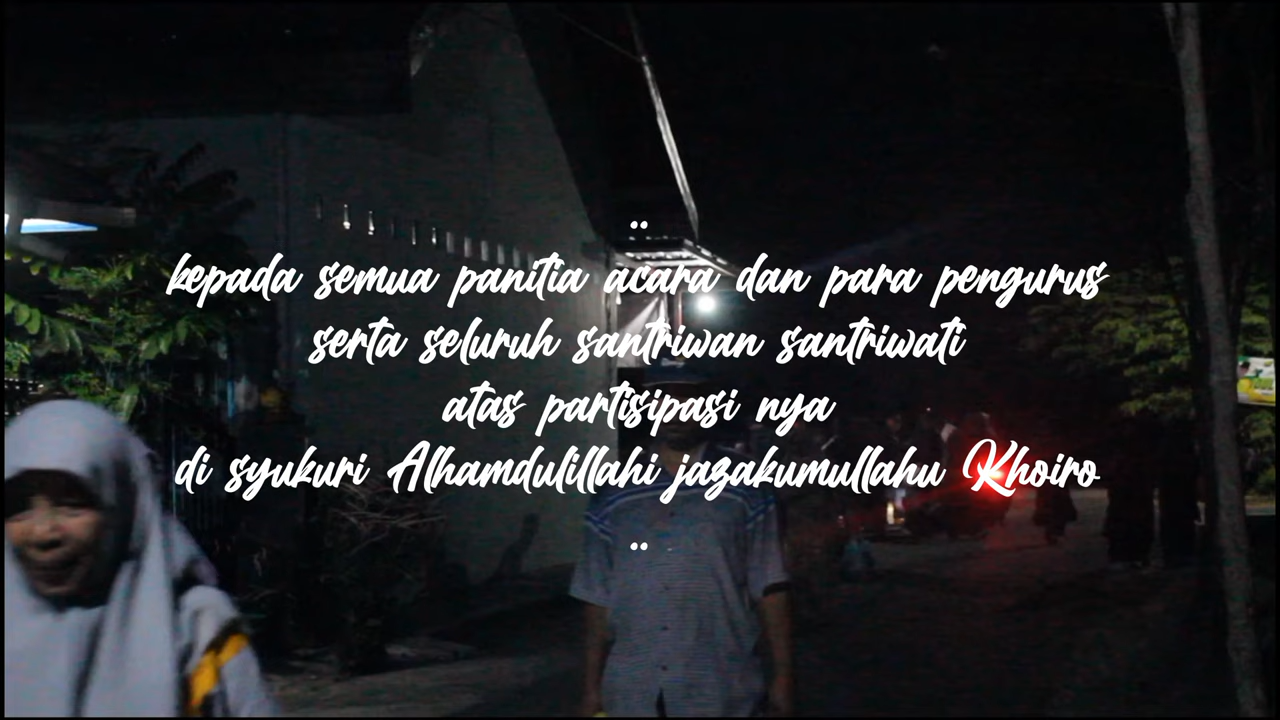 ..
kepada semua panitia acara dan para pengurus
serta seluruh santriwan santriwati
atas partisipasi nya
di syukuri Alhamdulillahi jazakumullahu Khoiro
..